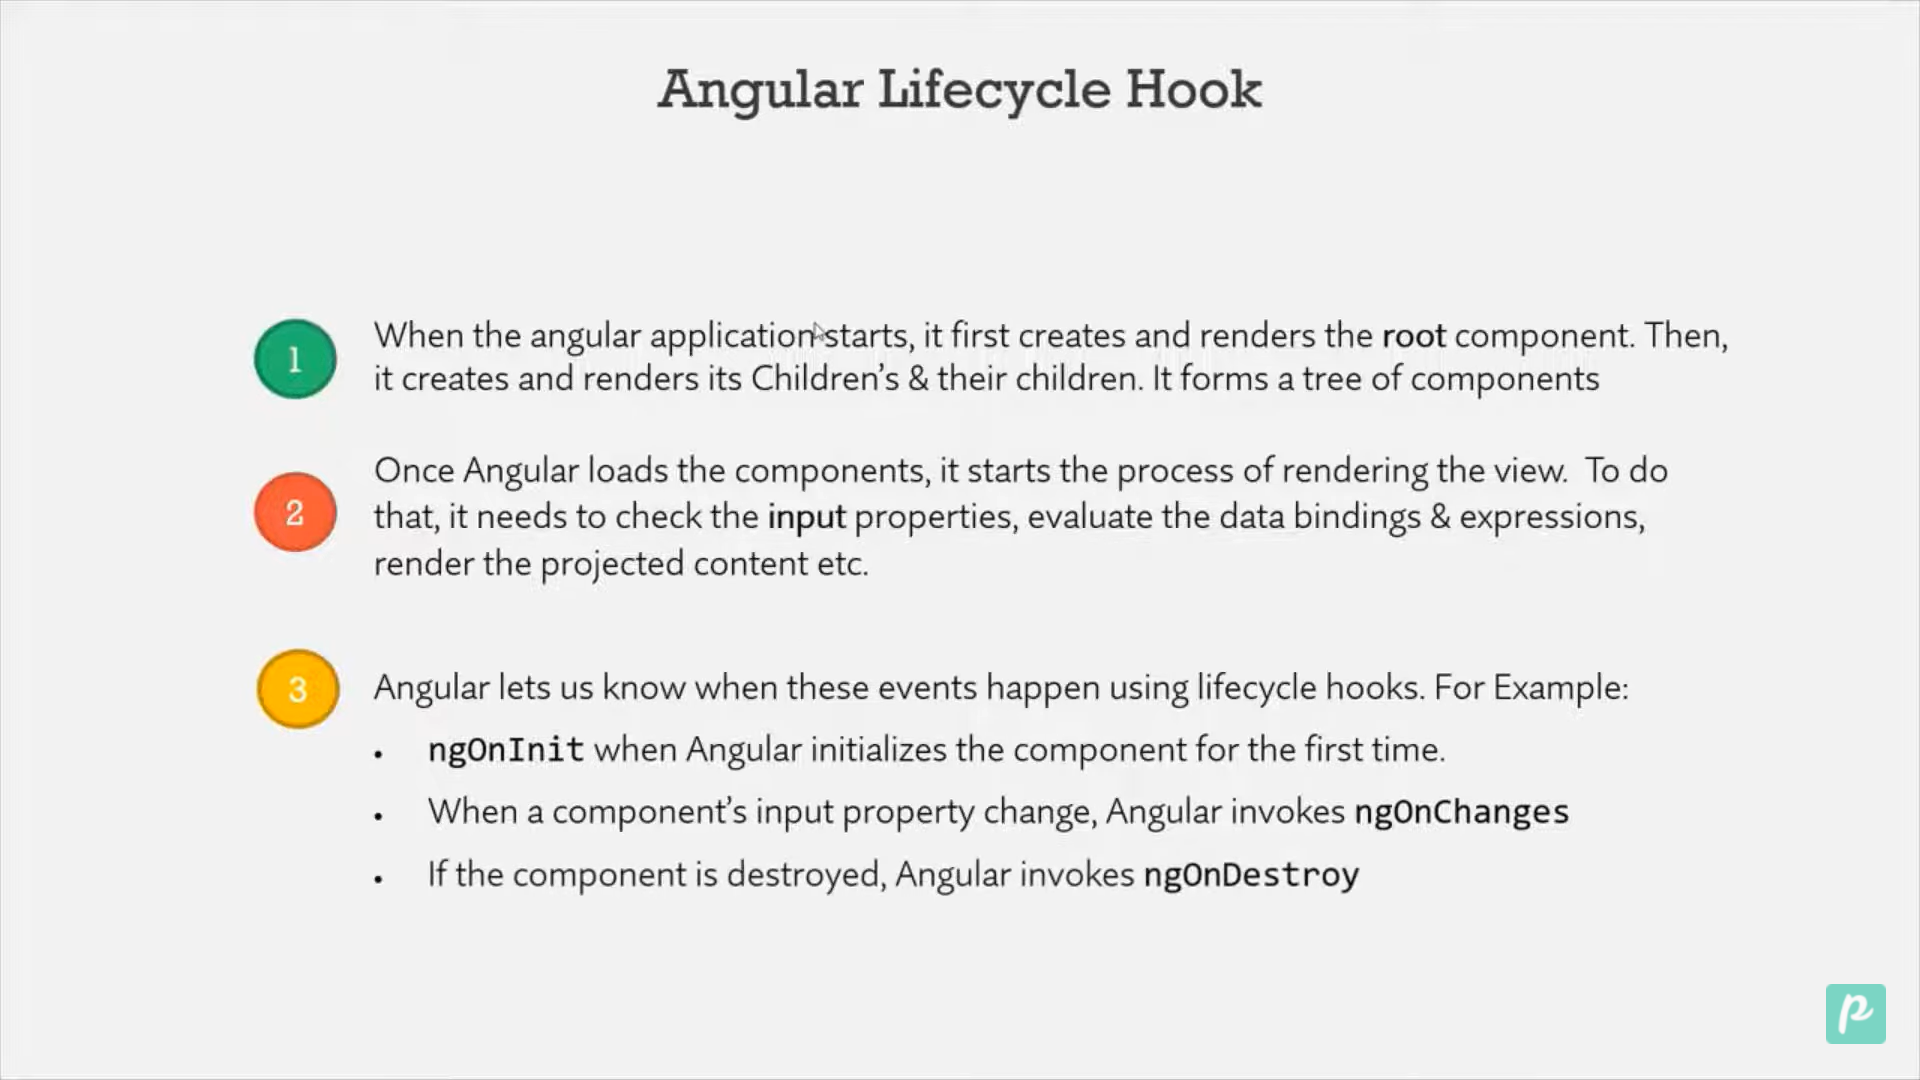 Angular Lifecycle Hook
1
When the angular application starts, it first creates and renders the root component. Then,
it creates and renders its Children’s & their children. It forms a tree of components
2
Once Angular loads the components, it starts the process of rendering the view. To do
that, it needs to check the input properties, evaluate the data bindings & expressions,
render the projected content etc.
3
Angular lets us know when these events happen using lifecycle hooks. For Example:
• ngOnInit when Angular initializes the component for the first time.
• When a component’s input property change, Angular invokes ngOnChanges
• If the component is destroyed, Angular invokes ngOnDestroy
p